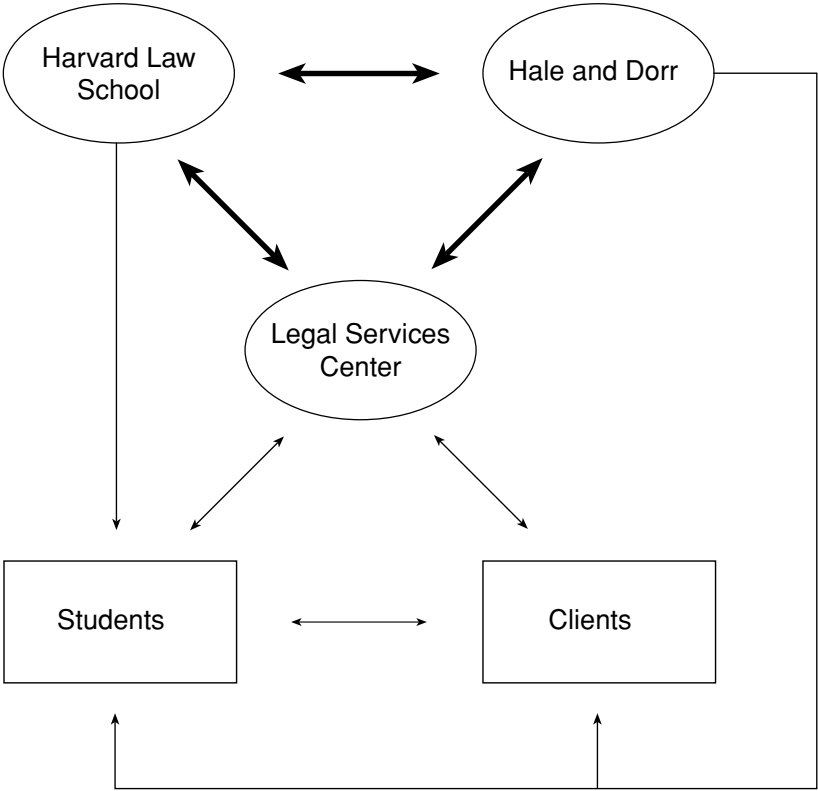 Harvard Law
School
Hale and Dorr
Legal Services
Center
Students
Clients